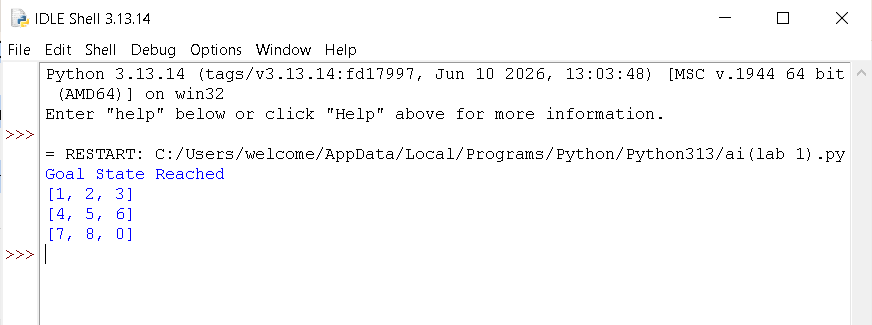 IDLE Shell 3.13.14
File Edit Shell Debug Options Window Help
Python 3.13.14 (tags/v3.13.14:fd17997, Jun 10 2026, 13:03:48) [MSC v.1944 64 bit
(AMD64)] on win32
Enter "help" below or click "Help" above for more information.
>>>
= RESTART: C:/Users/welcome/AppData/Local/Programs/Python/Python313/ai(lab 1).py
Goal State Reached
[1, 2, 3]
[4, 5, 6]
[7, 8, 0]
>>>